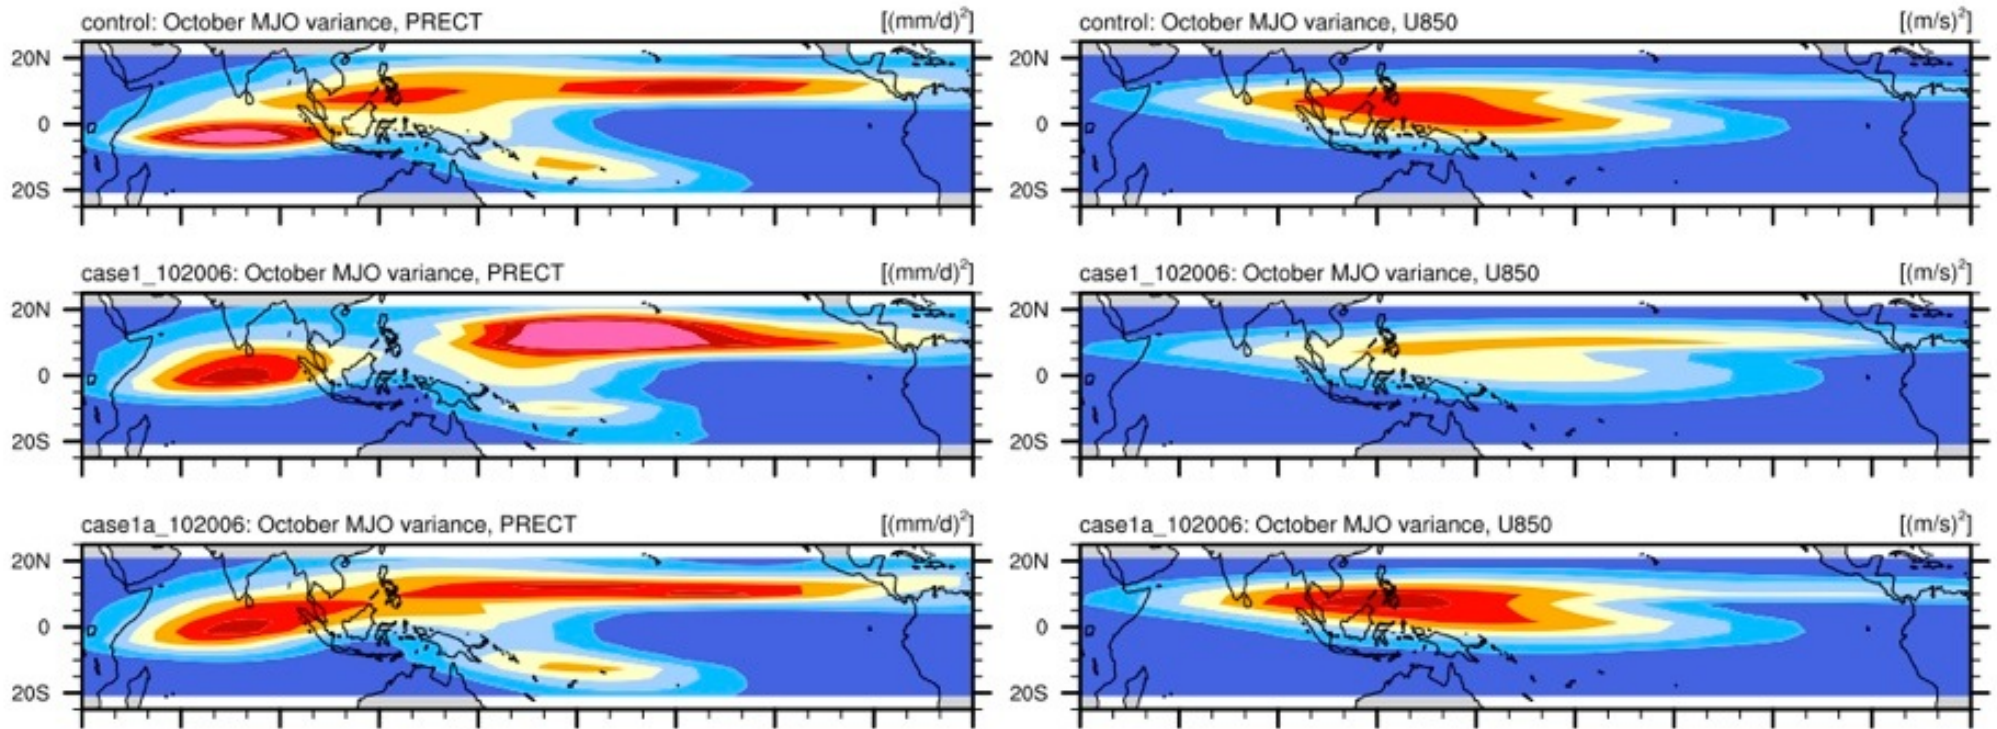 control: October MJO variance, PRECT [(mm/d)²]
20N
0
20S
control: October MJO variance, U850 [(m/s)²]
20N
0
20S
case1_102006: October MJO variance, PRECT [(mm/d)²]
20N
0
20S
case1_102006: October MJO variance, U850 [(m/s)²]
20N
0
20S
case1a_102006: October MJO variance, PRECT [(mm/d)²]
20N
0
20S
case1a_102006: October MJO variance, U850 [(m/s)²]
20N
0
20S